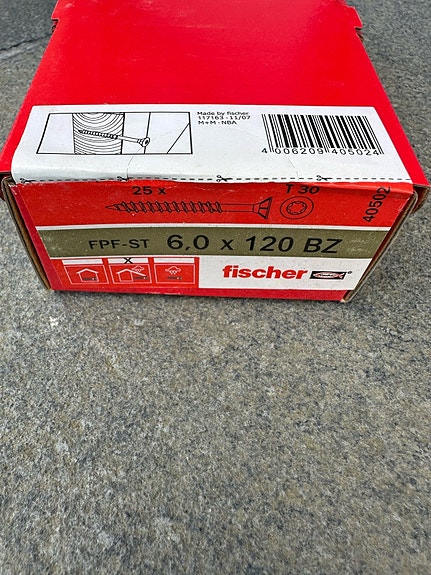 Made by fischer
117163 - 11/07
M+M - NBA
4 006209 405024
25 x
T 30
40502
FPF-ST 6,0 x 120 BZ
X
fischer